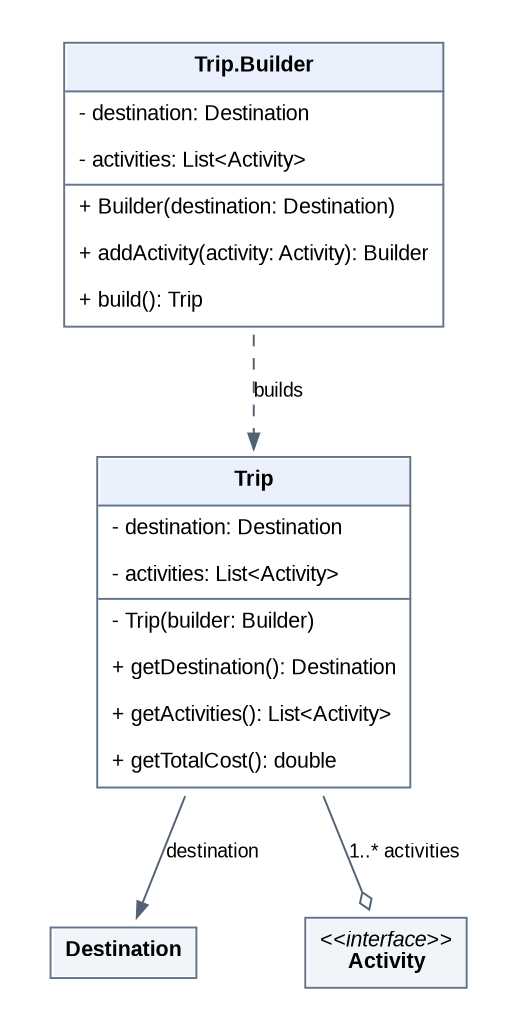 Trip.Builder
- destination: Destination
- activities: List<Activity>
+ Builder(destination: Destination)
+ addActivity(activity: Activity): Builder
+ build(): Trip
builds
Trip
- destination: Destination
- activities: List<Activity>
- Trip(builder: Builder)
+ getDestination(): Destination
+ getActivities(): List<Activity>
+ getTotalCost(): double
destination
1..* activities
Destination
<<interface>>
Activity